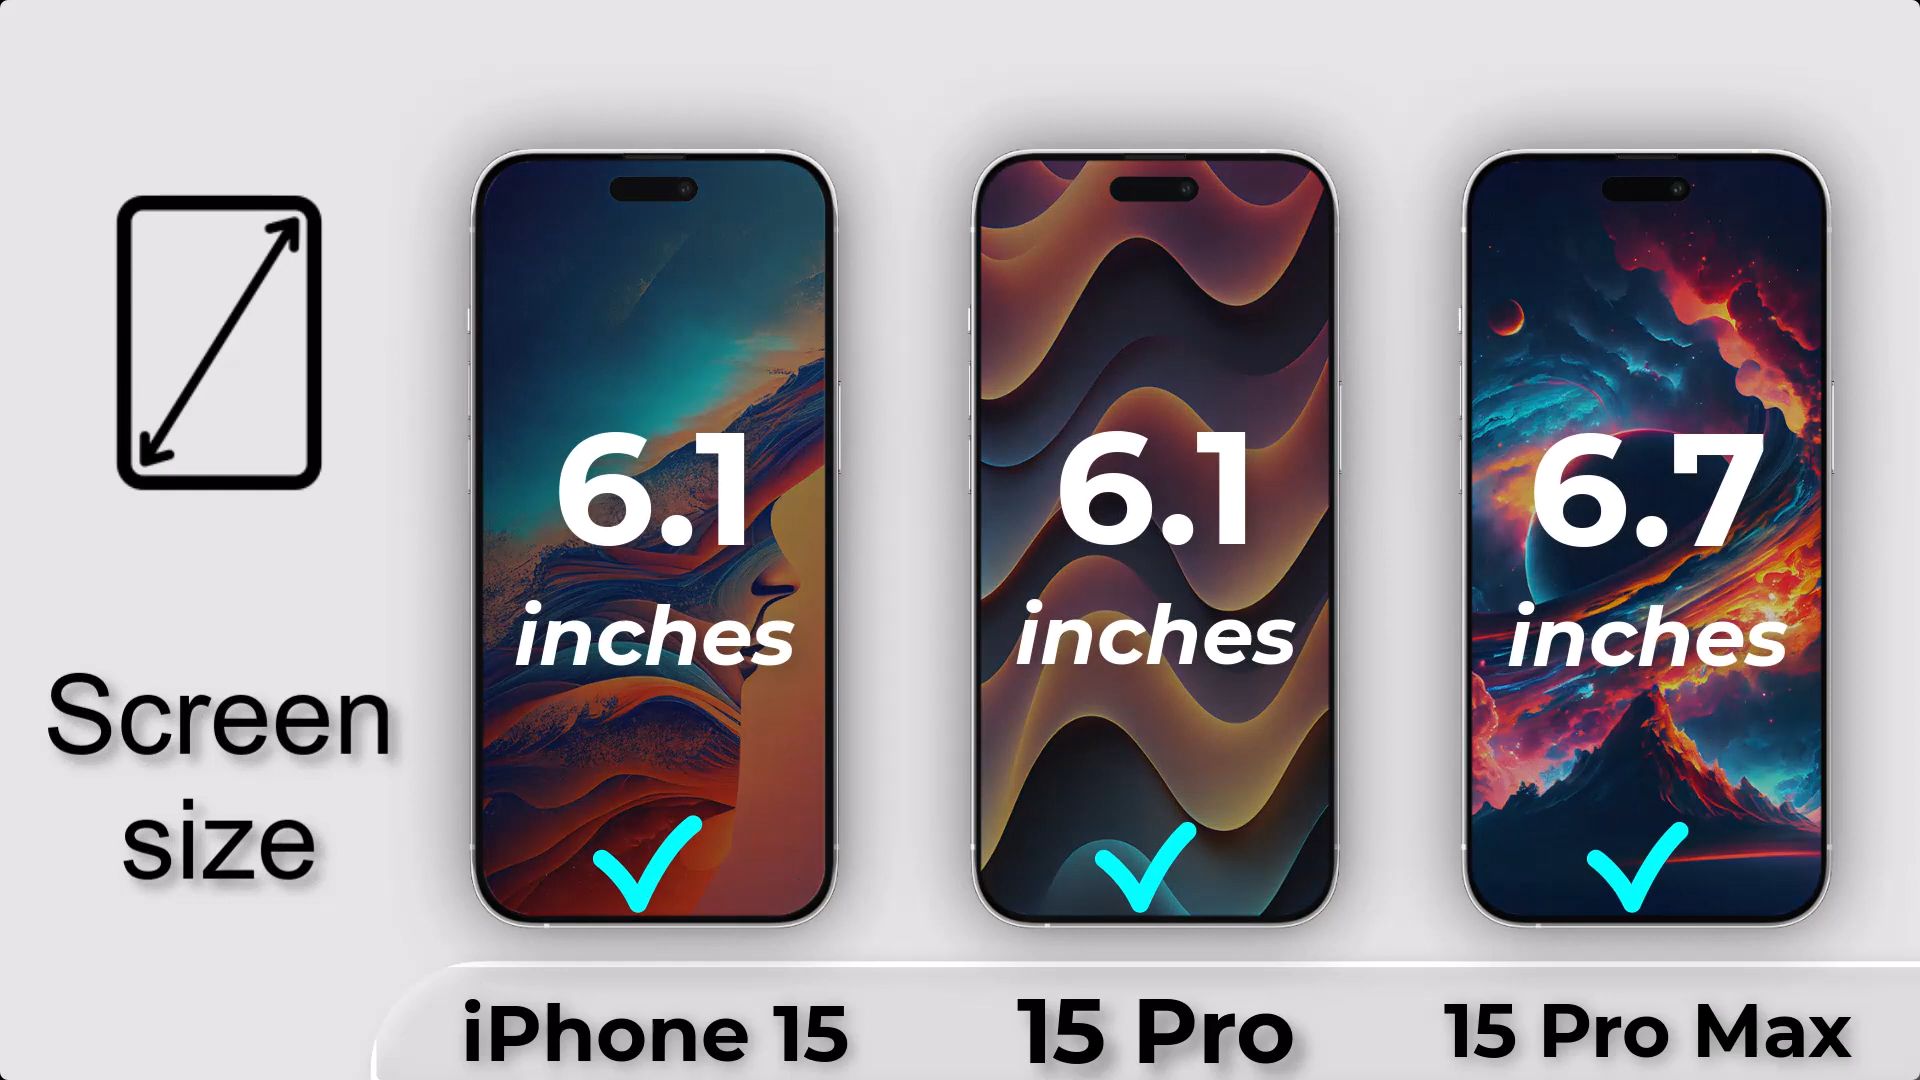 6.1
inches
6.1
inches
6.7
inches
Screen
size
iPhone 15
15 Pro
15 Pro Max